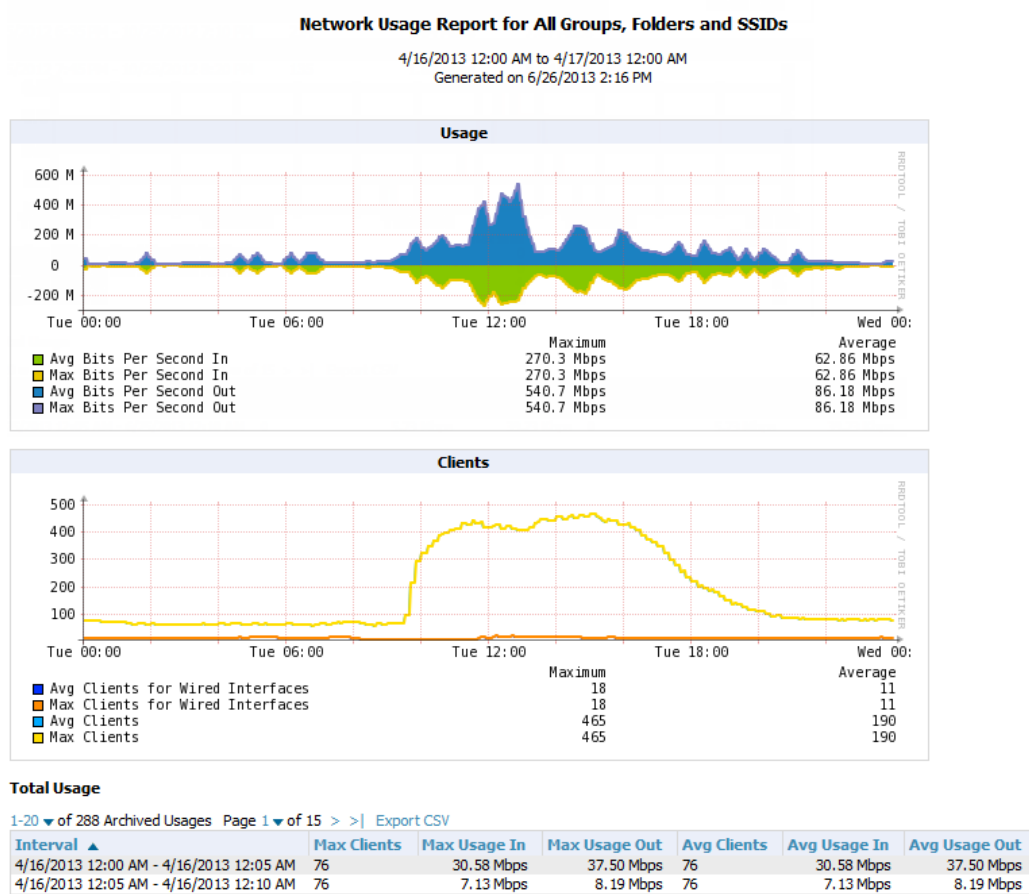 Network Usage Report for All Groups, Folders and SSIDs
4/16/2013 12:00 AM to 4/17/2013 12:00 AM
Generated on 6/26/2013 2:16 PM
Usage
600 M
400 M
200 M
0
-200 M
Tue 00:00 Tue 06:00 Tue 12:00 Tue 18:00 Wed 00:
RRDTOOL / TOBI OETIKER
Maximum Average
Avg Bits Per Second In 270.3 Mbps 62.86 Mbps
Max Bits Per Second In 270.3 Mbps 62.86 Mbps
Avg Bits Per Second Out 540.7 Mbps 86.18 Mbps
Max Bits Per Second Out 540.7 Mbps 86.18 Mbps
Clients
500
400
300
200
100
Tue 00:00 Tue 06:00 Tue 12:00 Tue 18:00 Wed 00:
RRDTOOL / TOBI OETIKER
Maximum Average
Avg Clients for Wired Interfaces 18 11
Max Clients for Wired Interfaces 18 11
Avg Clients 465 190
Max Clients 465 190
Total Usage
1-20 ▼ of 288 Archived Usages Page 1 ▼ of 15 > >| Export CSV
Interval ▲ Max Clients Max Usage In Max Usage Out Avg Clients Avg Usage In Avg Usage Out
4/16/2013 12:00 AM - 4/16/2013 12:05 AM 76 30.58 Mbps 37.50 Mbps 76 30.58 Mbps 37.50 Mbps
4/16/2013 12:05 AM - 4/16/2013 12:10 AM 76 7.13 Mbps 8.19 Mbps 76 7.13 Mbps 8.19 Mbps